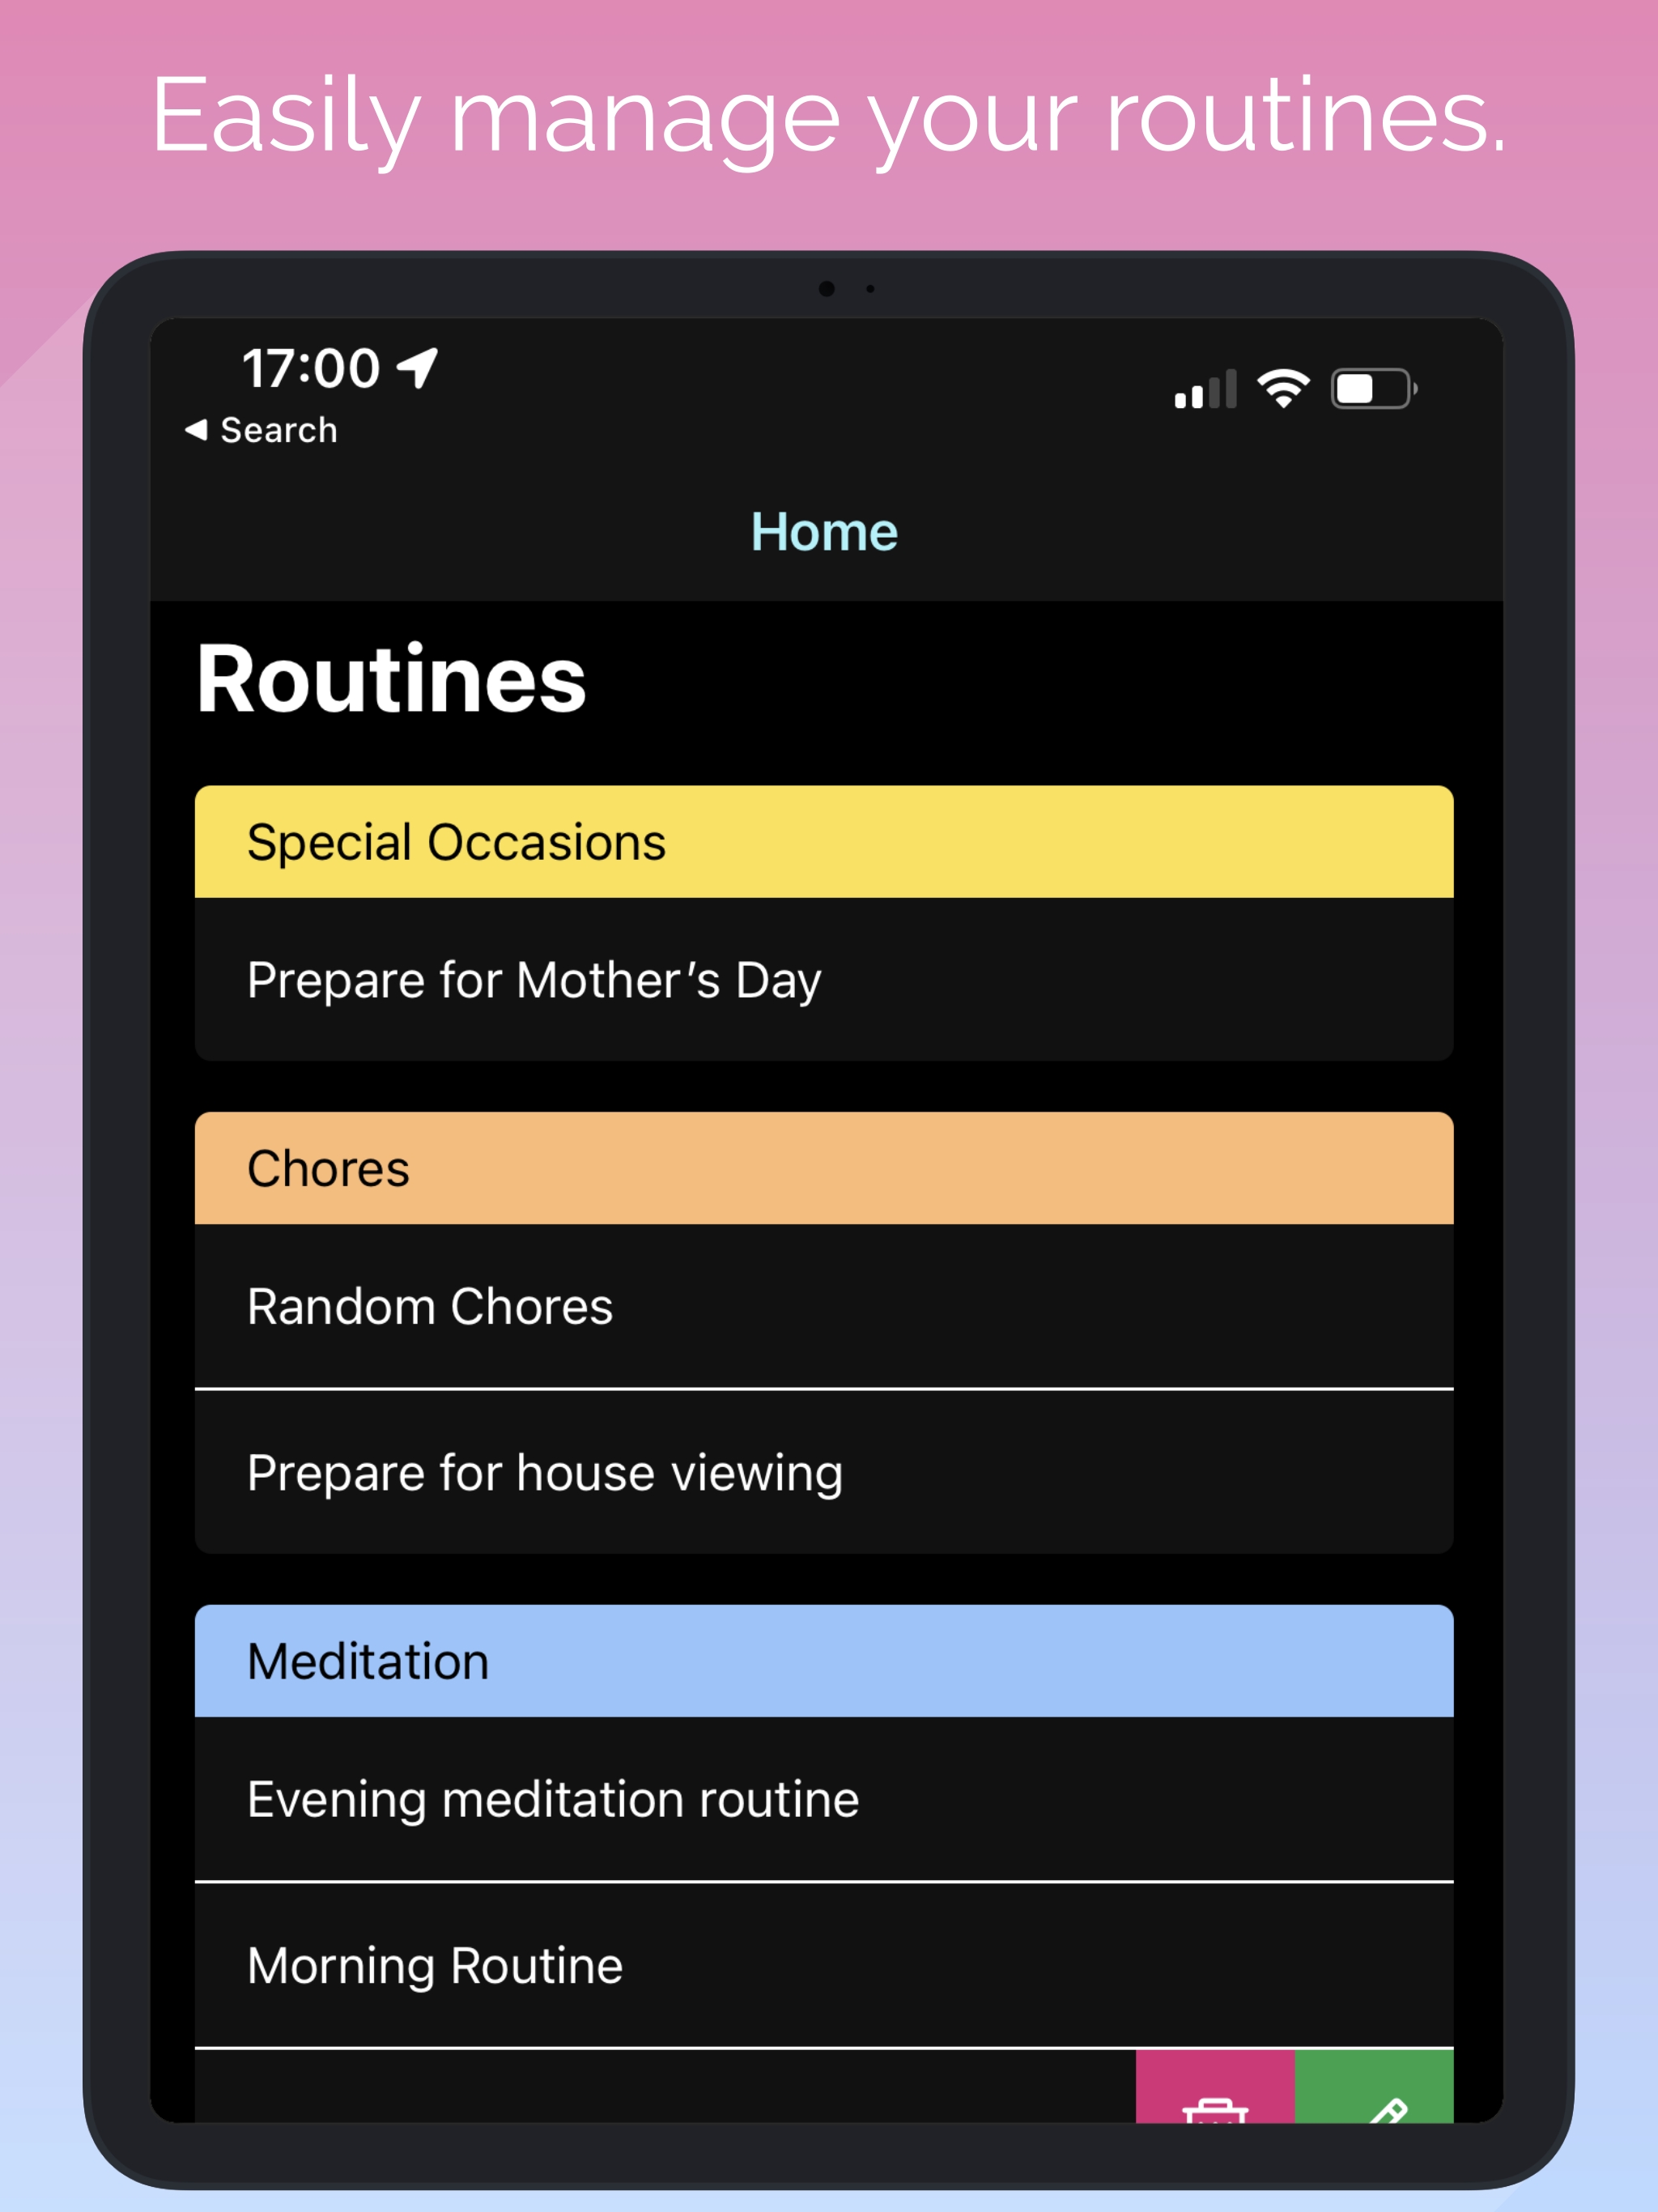 Easily manage your routines.
17:00
Search
Home
Routines
Special Occasions
Prepare for Mother’s Day
Chores
Random Chores
Prepare for house viewing
Meditation
Evening meditation routine
Morning Routine